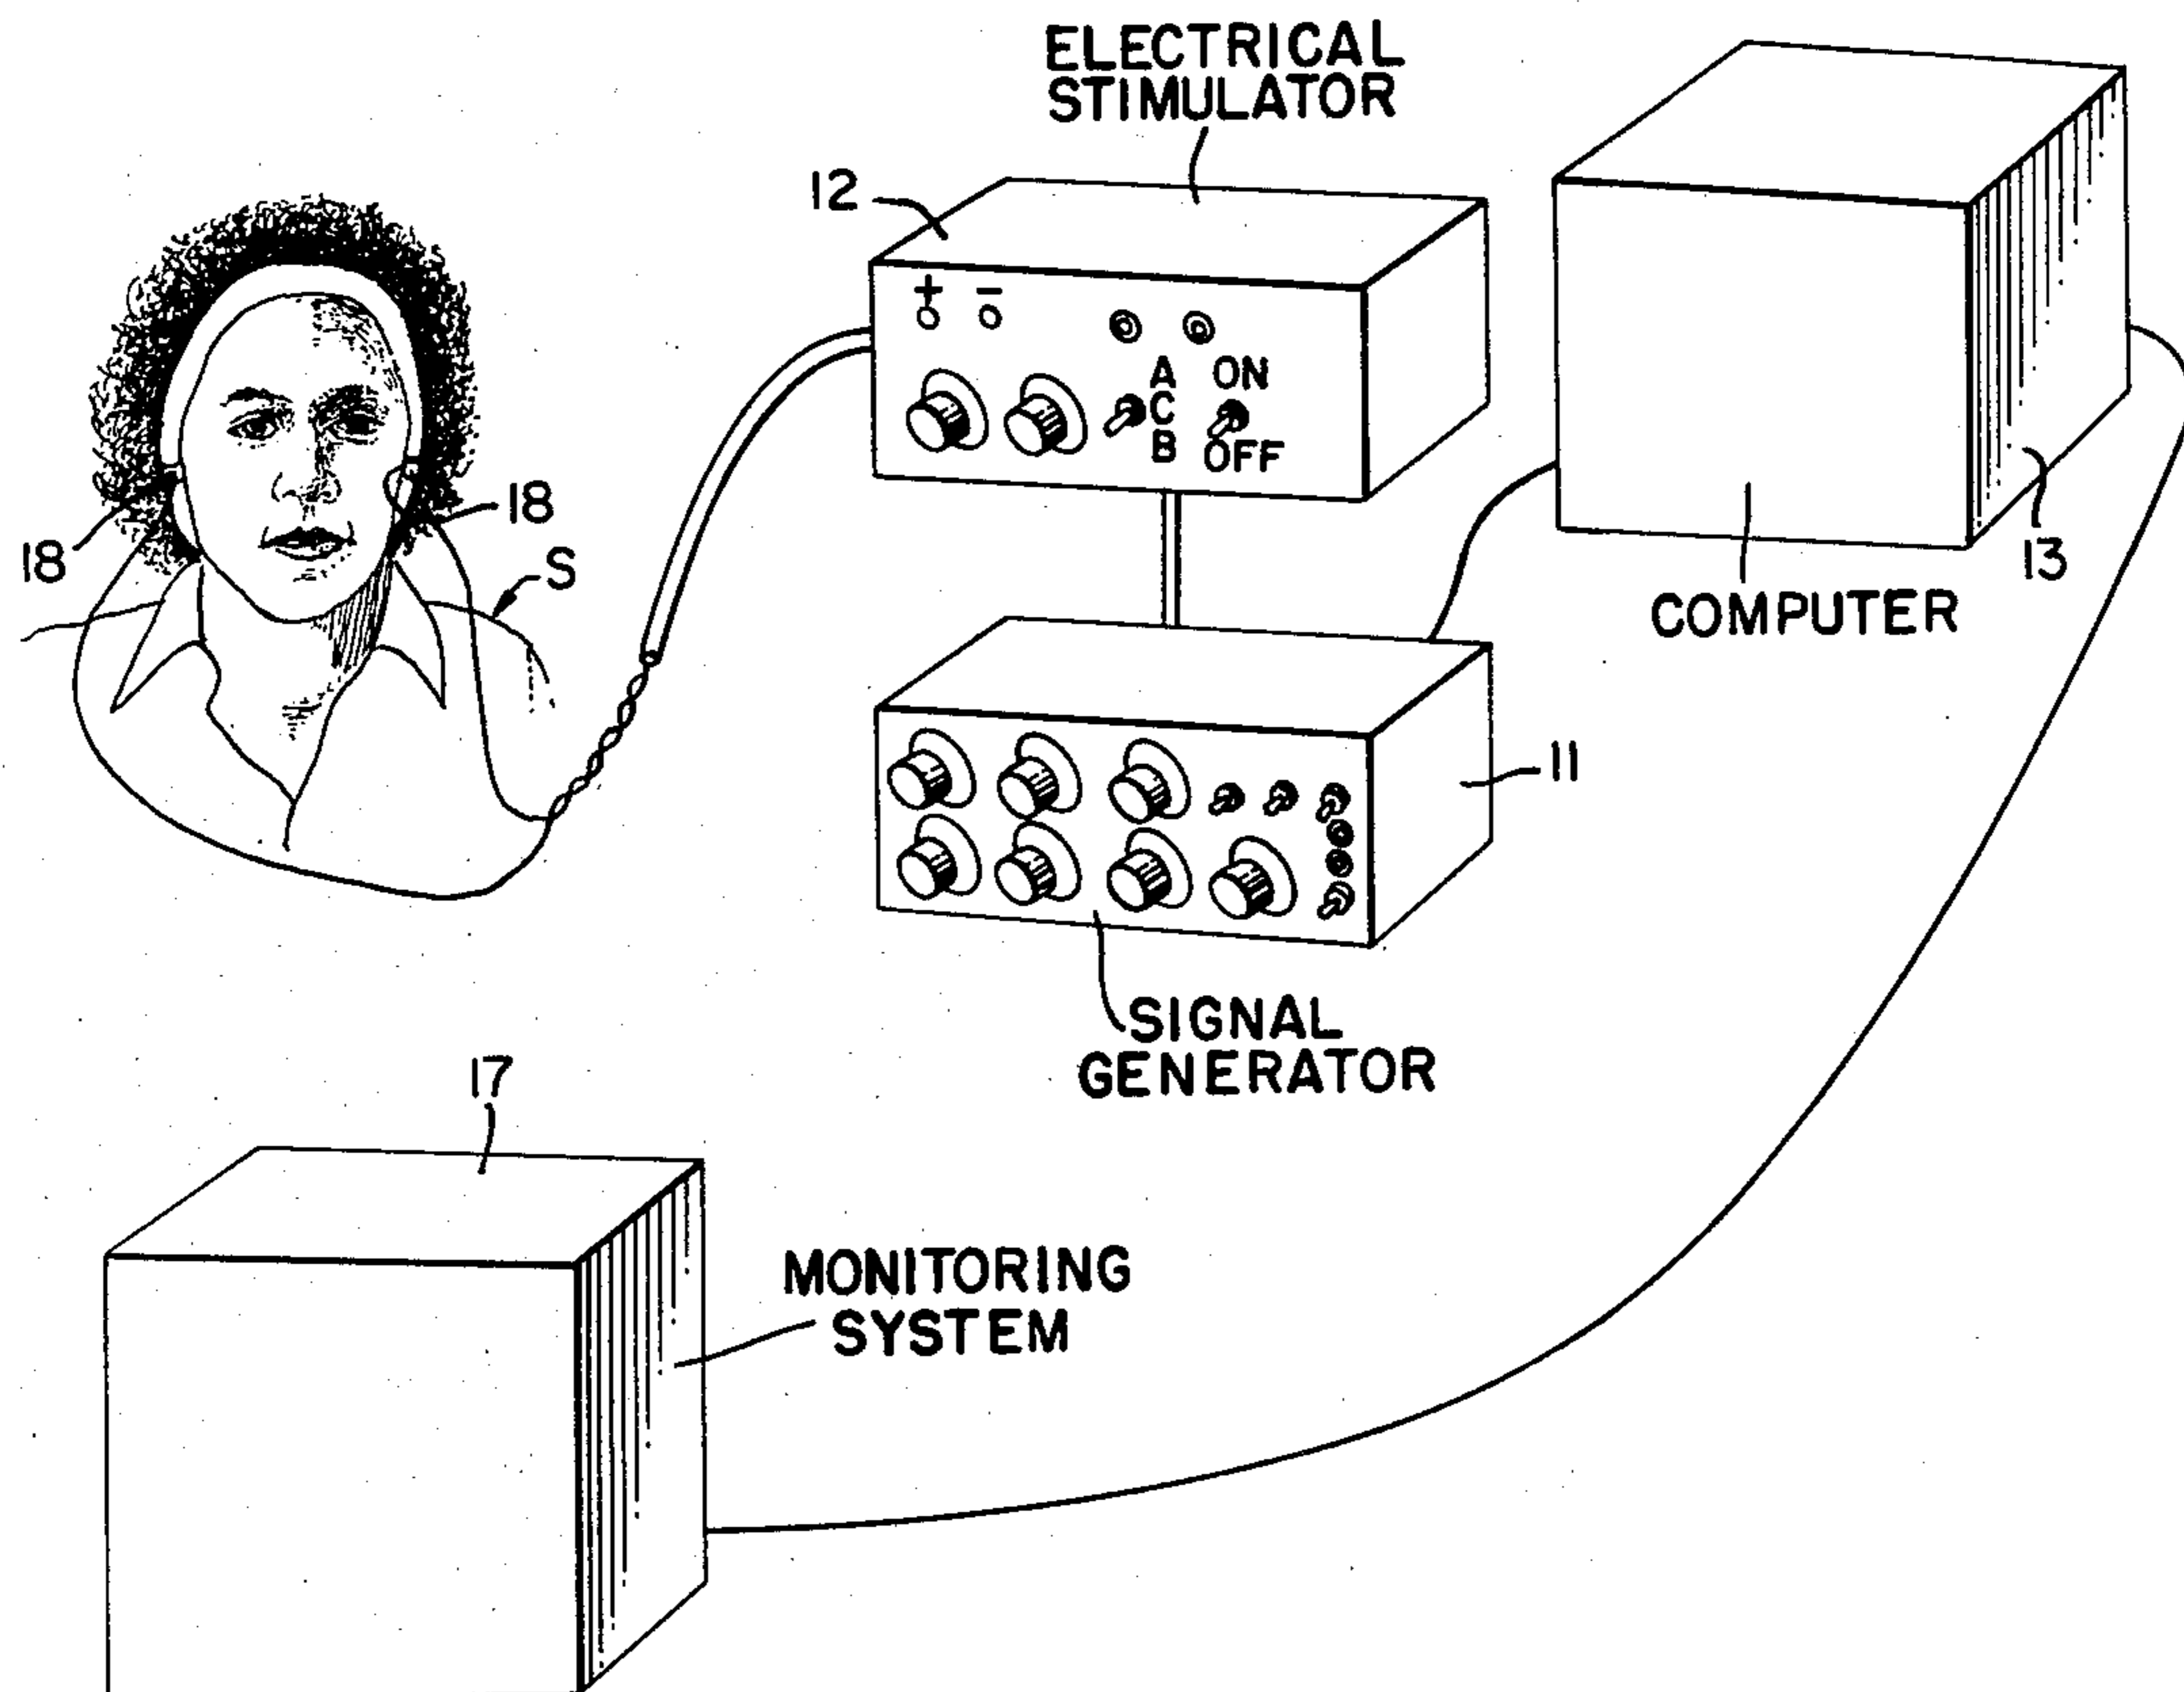 ELECTRICAL
STIMULATOR
12
+ −
A ON
C
B OFF
18
18
S
13
COMPUTER
11
SIGNAL
GENERATOR
17
MONITORING
SYSTEM